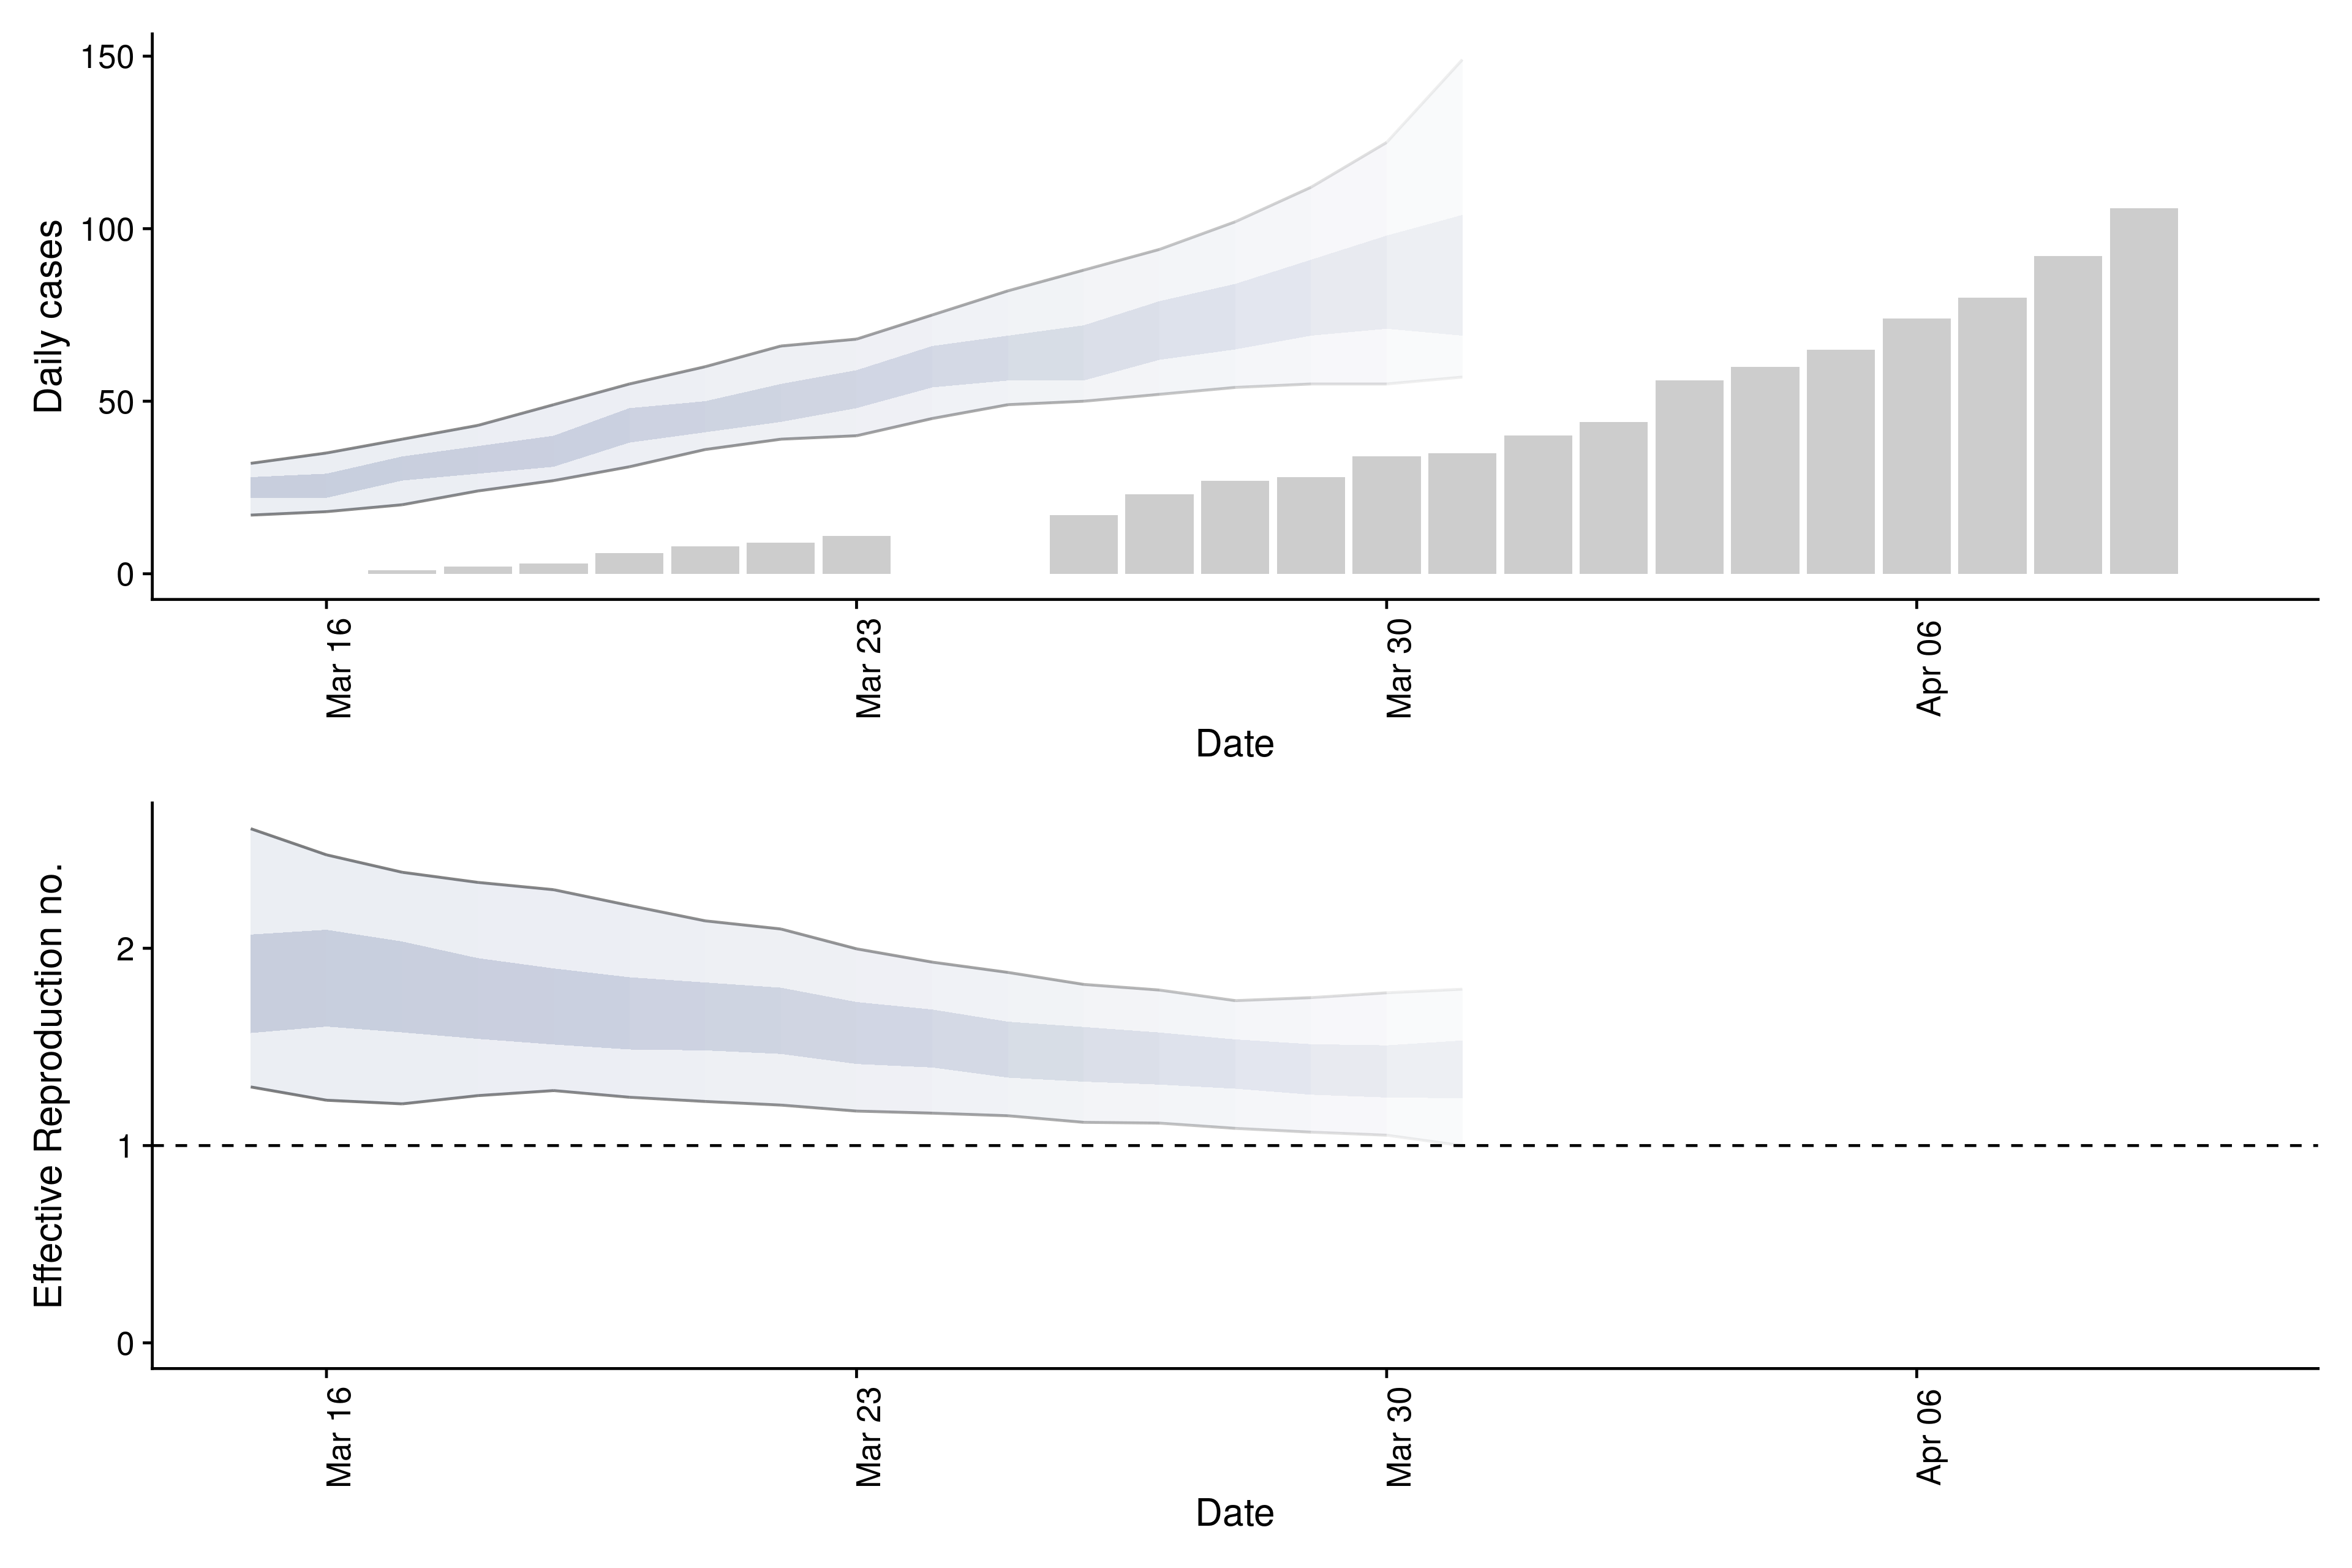 Daily cases
150
100
50
0
Mar 16
Mar 23
Mar 30
Apr 06
Date
Effective Reproduction no.
2
1
0
Mar 16
Mar 23
Mar 30
Apr 06
Date